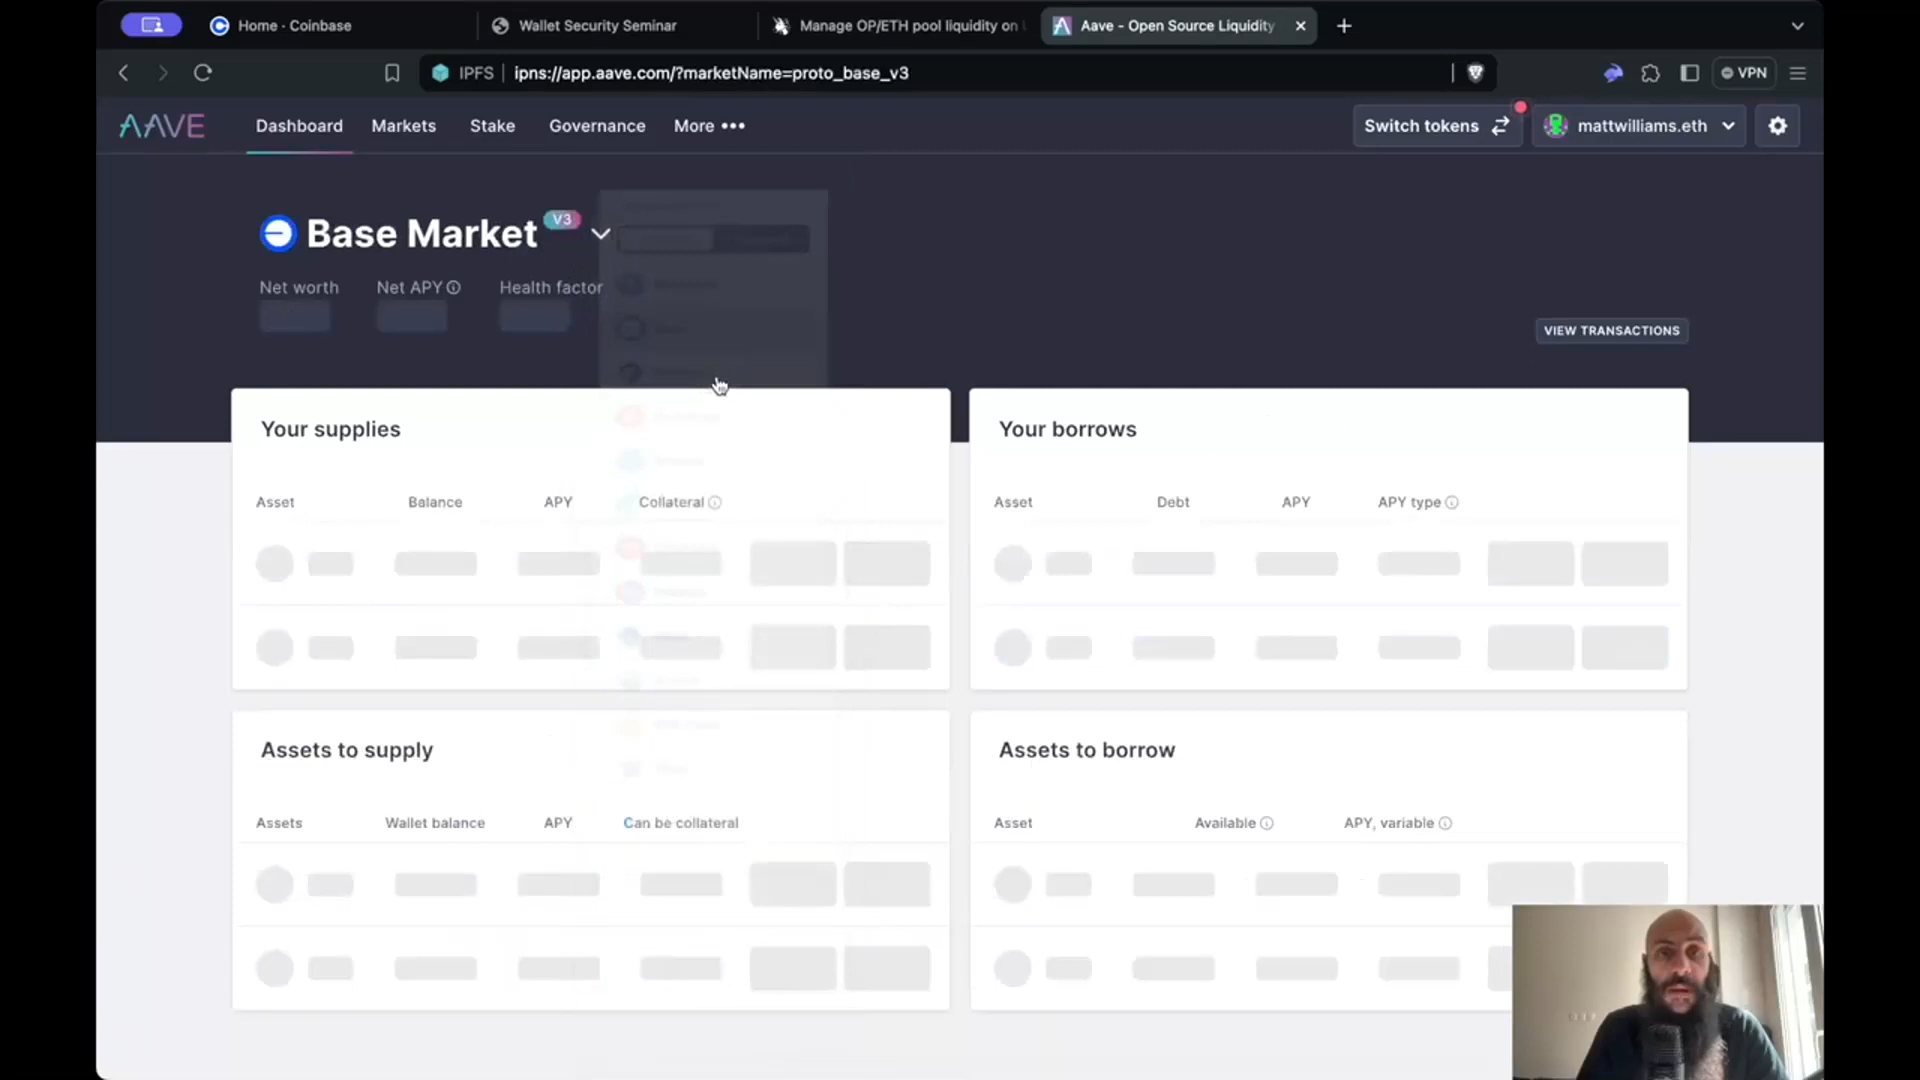 Home - Coinbase
Wallet Security Seminar
Manage OP/ETH pool liquidity on
Aave - Open Source Liquidity
IPFS
ipns://app.aave.com/?marketName=proto_base_v3
VPN
AAVE
Dashboard
Markets
Stake
Governance
More
Switch tokens
mattwilliams.eth
Base Market
V3
Net worth
Net APY
Health factor
VIEW TRANSACTIONS
Your supplies
Asset
Balance
APY
Collateral
Your borrows
Asset
Debt
APY
APY type
Assets to supply
Assets
Wallet balance
APY
Can be collateral
Assets to borrow
Asset
Available
APY, variable